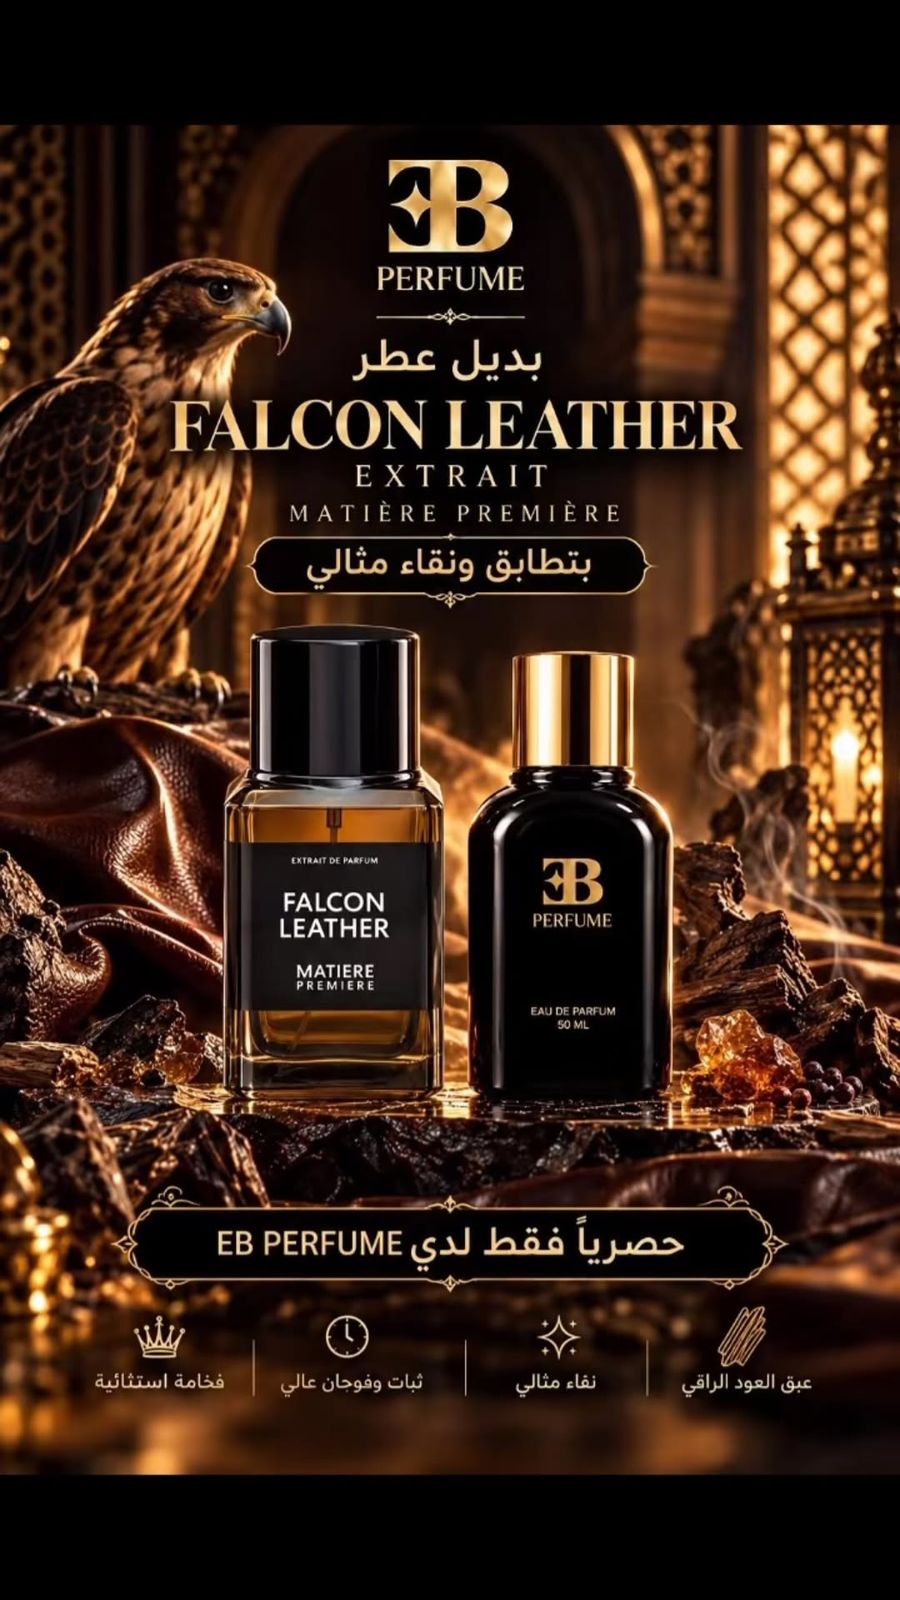 EB
PERFUME
بديل عطر
FALCON LEATHER
EXTRAIT
MATIÈRE PREMIÈRE
بتطابق ونقاء مثالي
EXTRAIT DE PARFUM
FALCON
LEATHER
MATIERE
PREMIERE
EB
PERFUME
EAU DE PARFUM
50 ML
حصرياً فقط لدي EB PERFUME
عبق العود الراقي
نقاء مثالي
ثبات وفوحان عالي
فخامة استثنائية